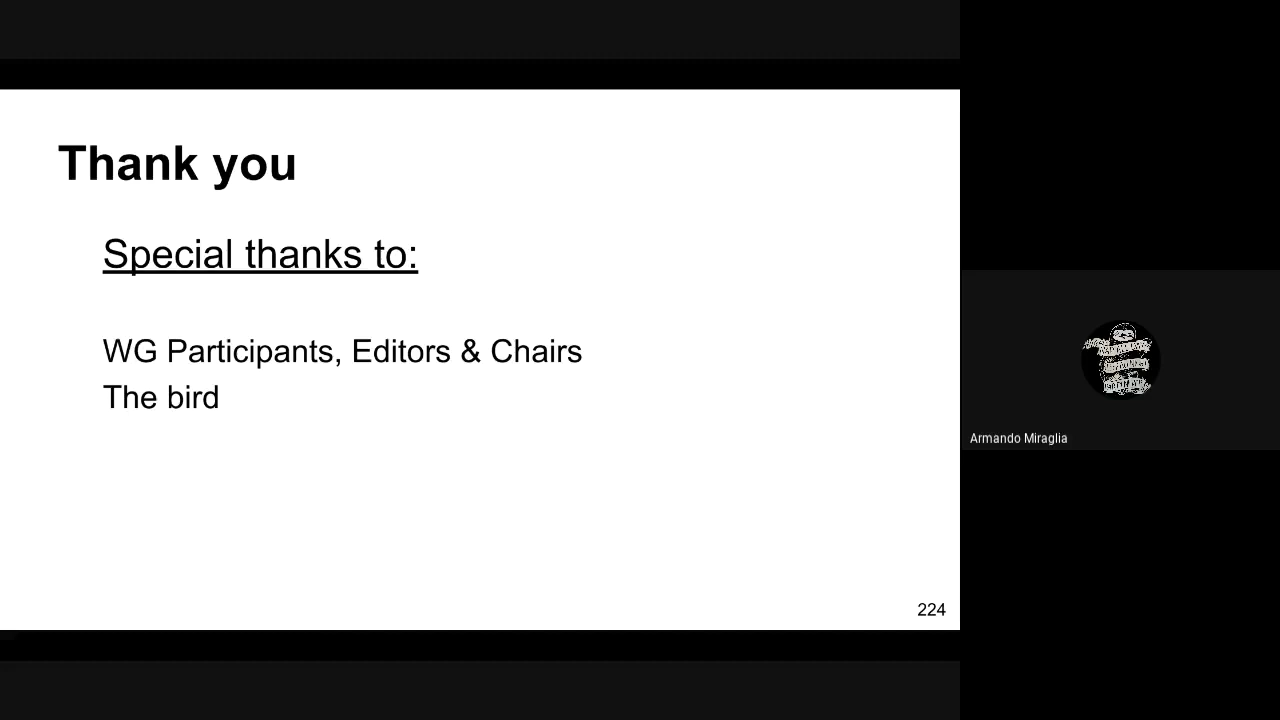 Thank you
Special thanks to:
WG Participants, Editors & Chairs
The bird
224
Armando Miraglia